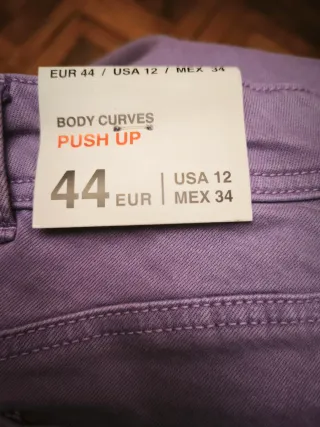 EUR 44 / USA 12 / MEX 34
BODY CURVES
PUSH UP
44 EUR | USA 12
MEX 34